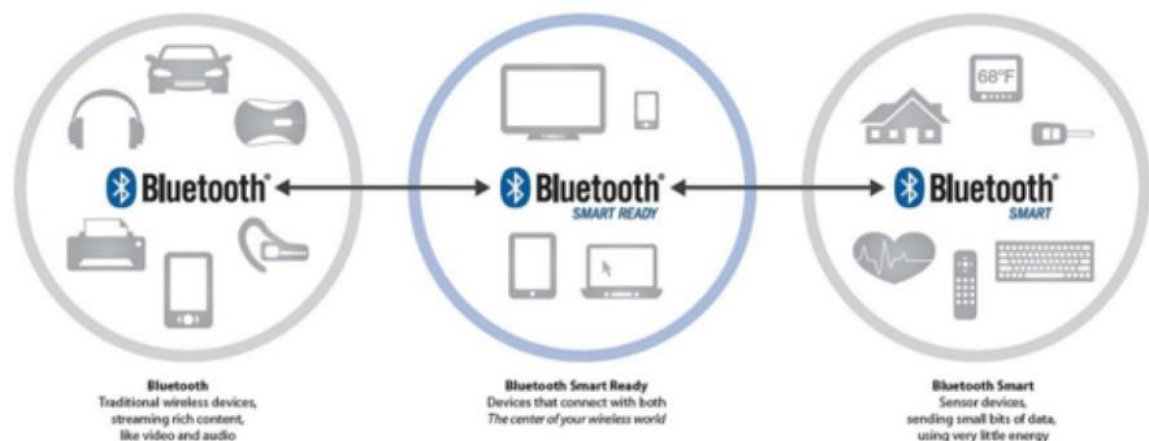 68°F
Bluetooth®
Bluetooth®
SMART READY
Bluetooth®
SMART
Bluetooth
Traditional wireless devices,
streaming rich content,
like video and audio
Bluetooth Smart Ready
Devices that connect with both
The center of your wireless world
Bluetooth Smart
Sensor devices,
sending small bits of data,
using very little energy